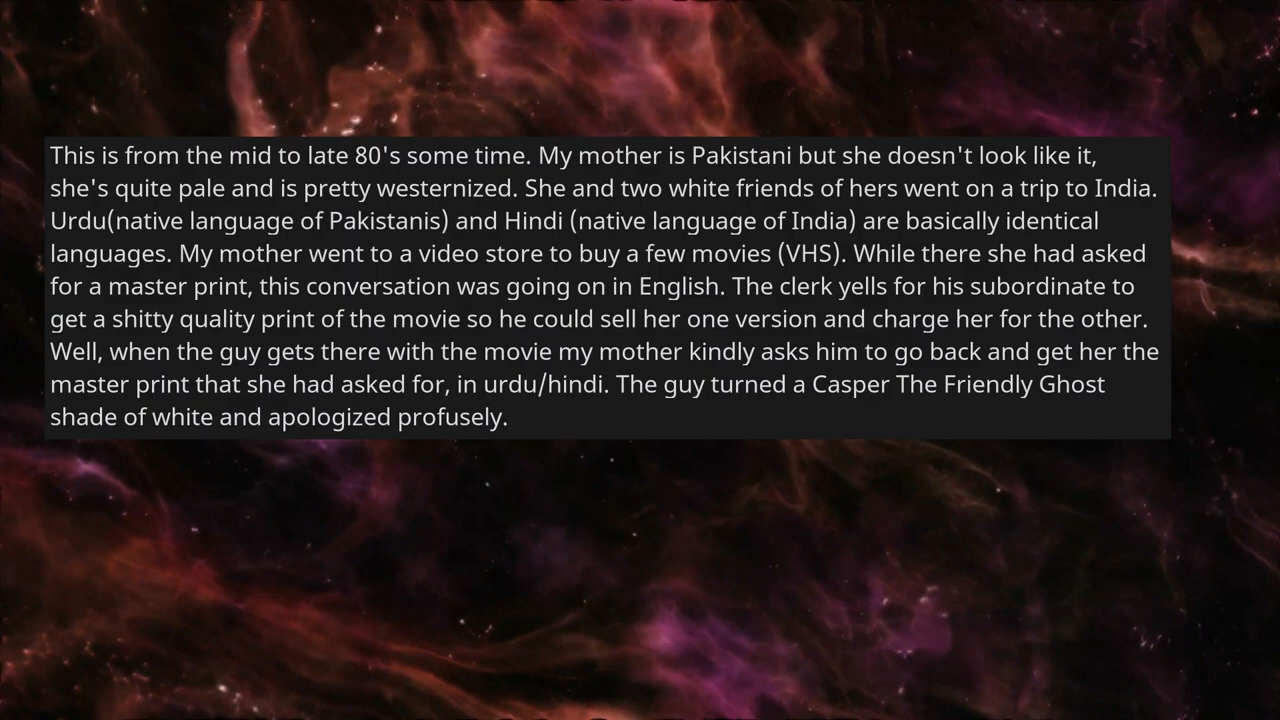 This is from the mid to late 80's some time. My mother is Pakistani but she doesn't look like it,
she's quite pale and is pretty westernized. She and two white friends of hers went on a trip to India.
Urdu(native language of Pakistanis) and Hindi (native language of India) are basically identical
languages. My mother went to a video store to buy a few movies (VHS). While there she had asked
for a master print, this conversation was going on in English. The clerk yells for his subordinate to
get a shitty quality print of the movie so he could sell her one version and charge her for the other.
Well, when the guy gets there with the movie my mother kindly asks him to go back and get her the
master print that she had asked for, in urdu/hindi. The guy turned a Casper The Friendly Ghost
shade of white and apologized profusely.